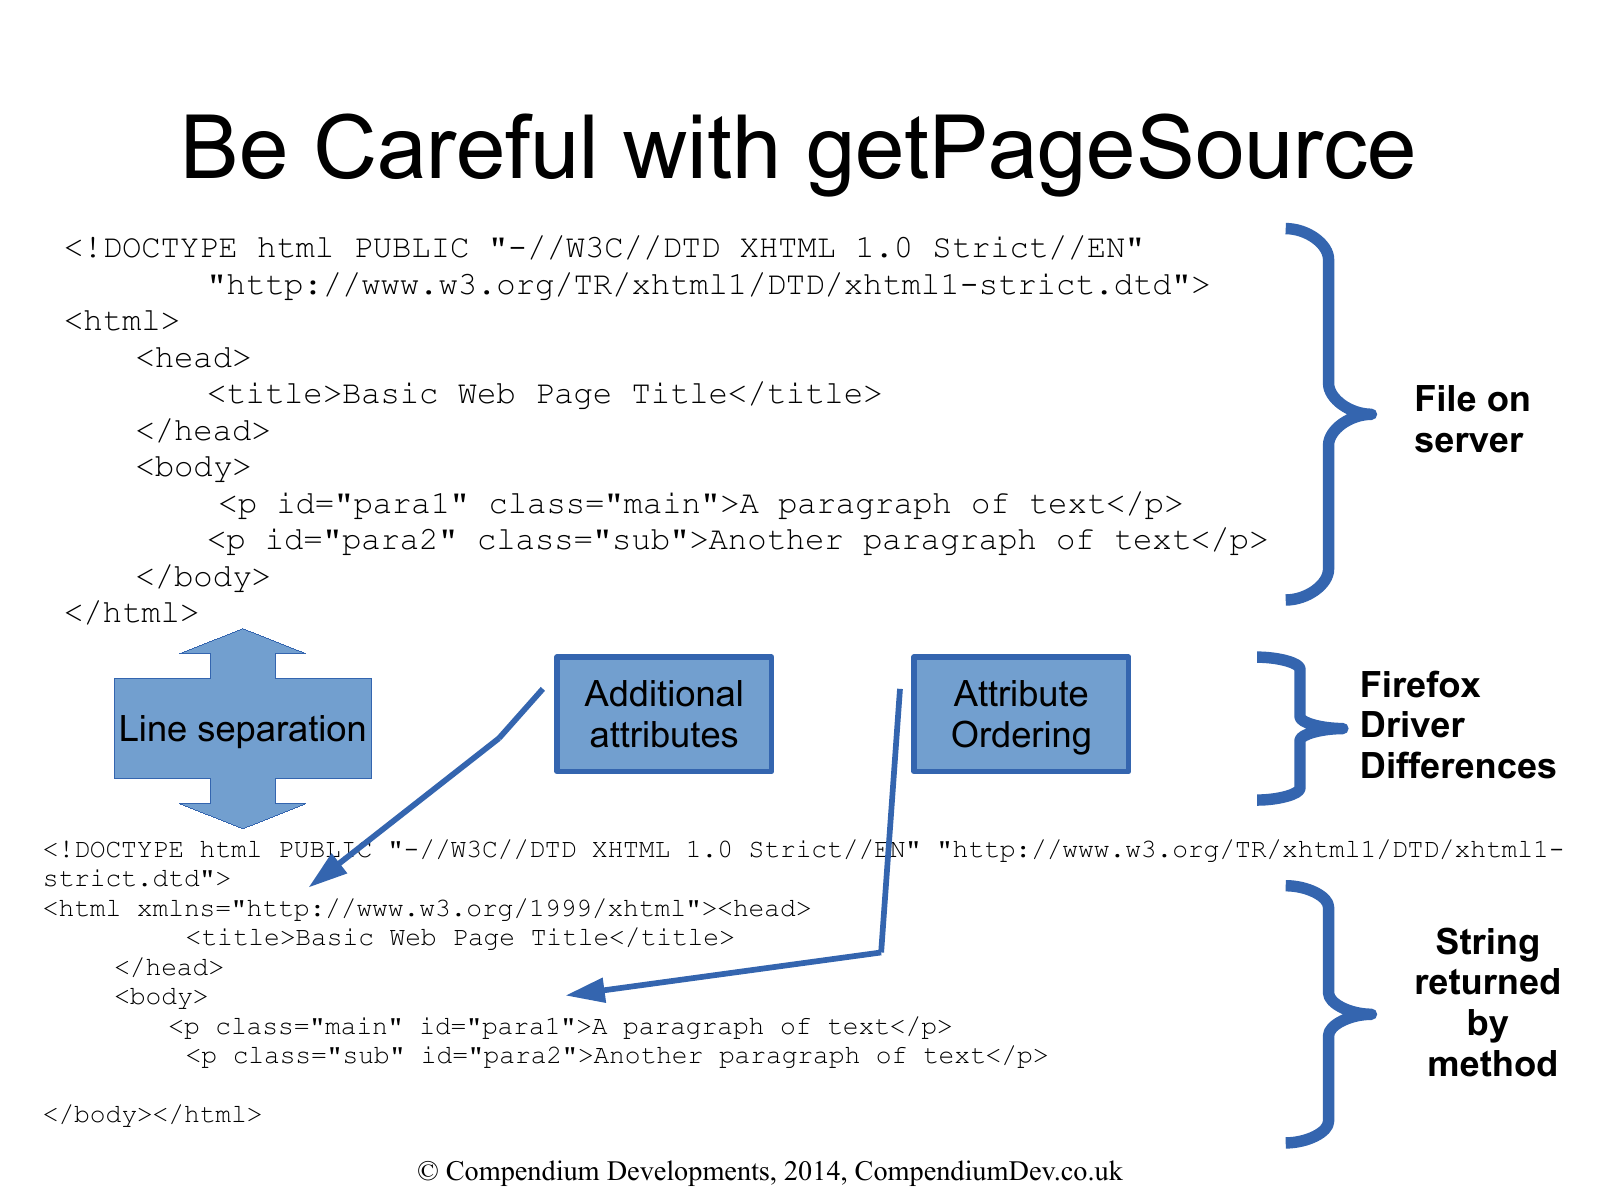 Be Careful with getPageSource
<!DOCTYPE html PUBLIC "-//W3C//DTD XHTML 1.0 Strict//EN"
"http://www.w3.org/TR/xhtml1/DTD/xhtml1-strict.dtd">
<html>
<head>
<title>Basic Web Page Title</title>
</head>
<body>
<p id="para1" class="main">A paragraph of text</p>
<p id="para2" class="sub">Another paragraph of text</p>
</body>
</html>
File on
server
Line separation
Additional
attributes
Attribute
Ordering
Firefox
Driver
Differences
<!DOCTYPE html PUBLIC "-//W3C//DTD XHTML 1.0 Strict//EN" "http://www.w3.org/TR/xhtml1/DTD/xhtml1-
strict.dtd">
<html xmlns="http://www.w3.org/1999/xhtml"><head>
<title>Basic Web Page Title</title>
</head>
<body>
<p class="main" id="para1">A paragraph of text</p>
<p class="sub" id="para2">Another paragraph of text</p>
</body></html>
String
returned
by
method
© Compendium Developments, 2014, CompendiumDev.co.uk